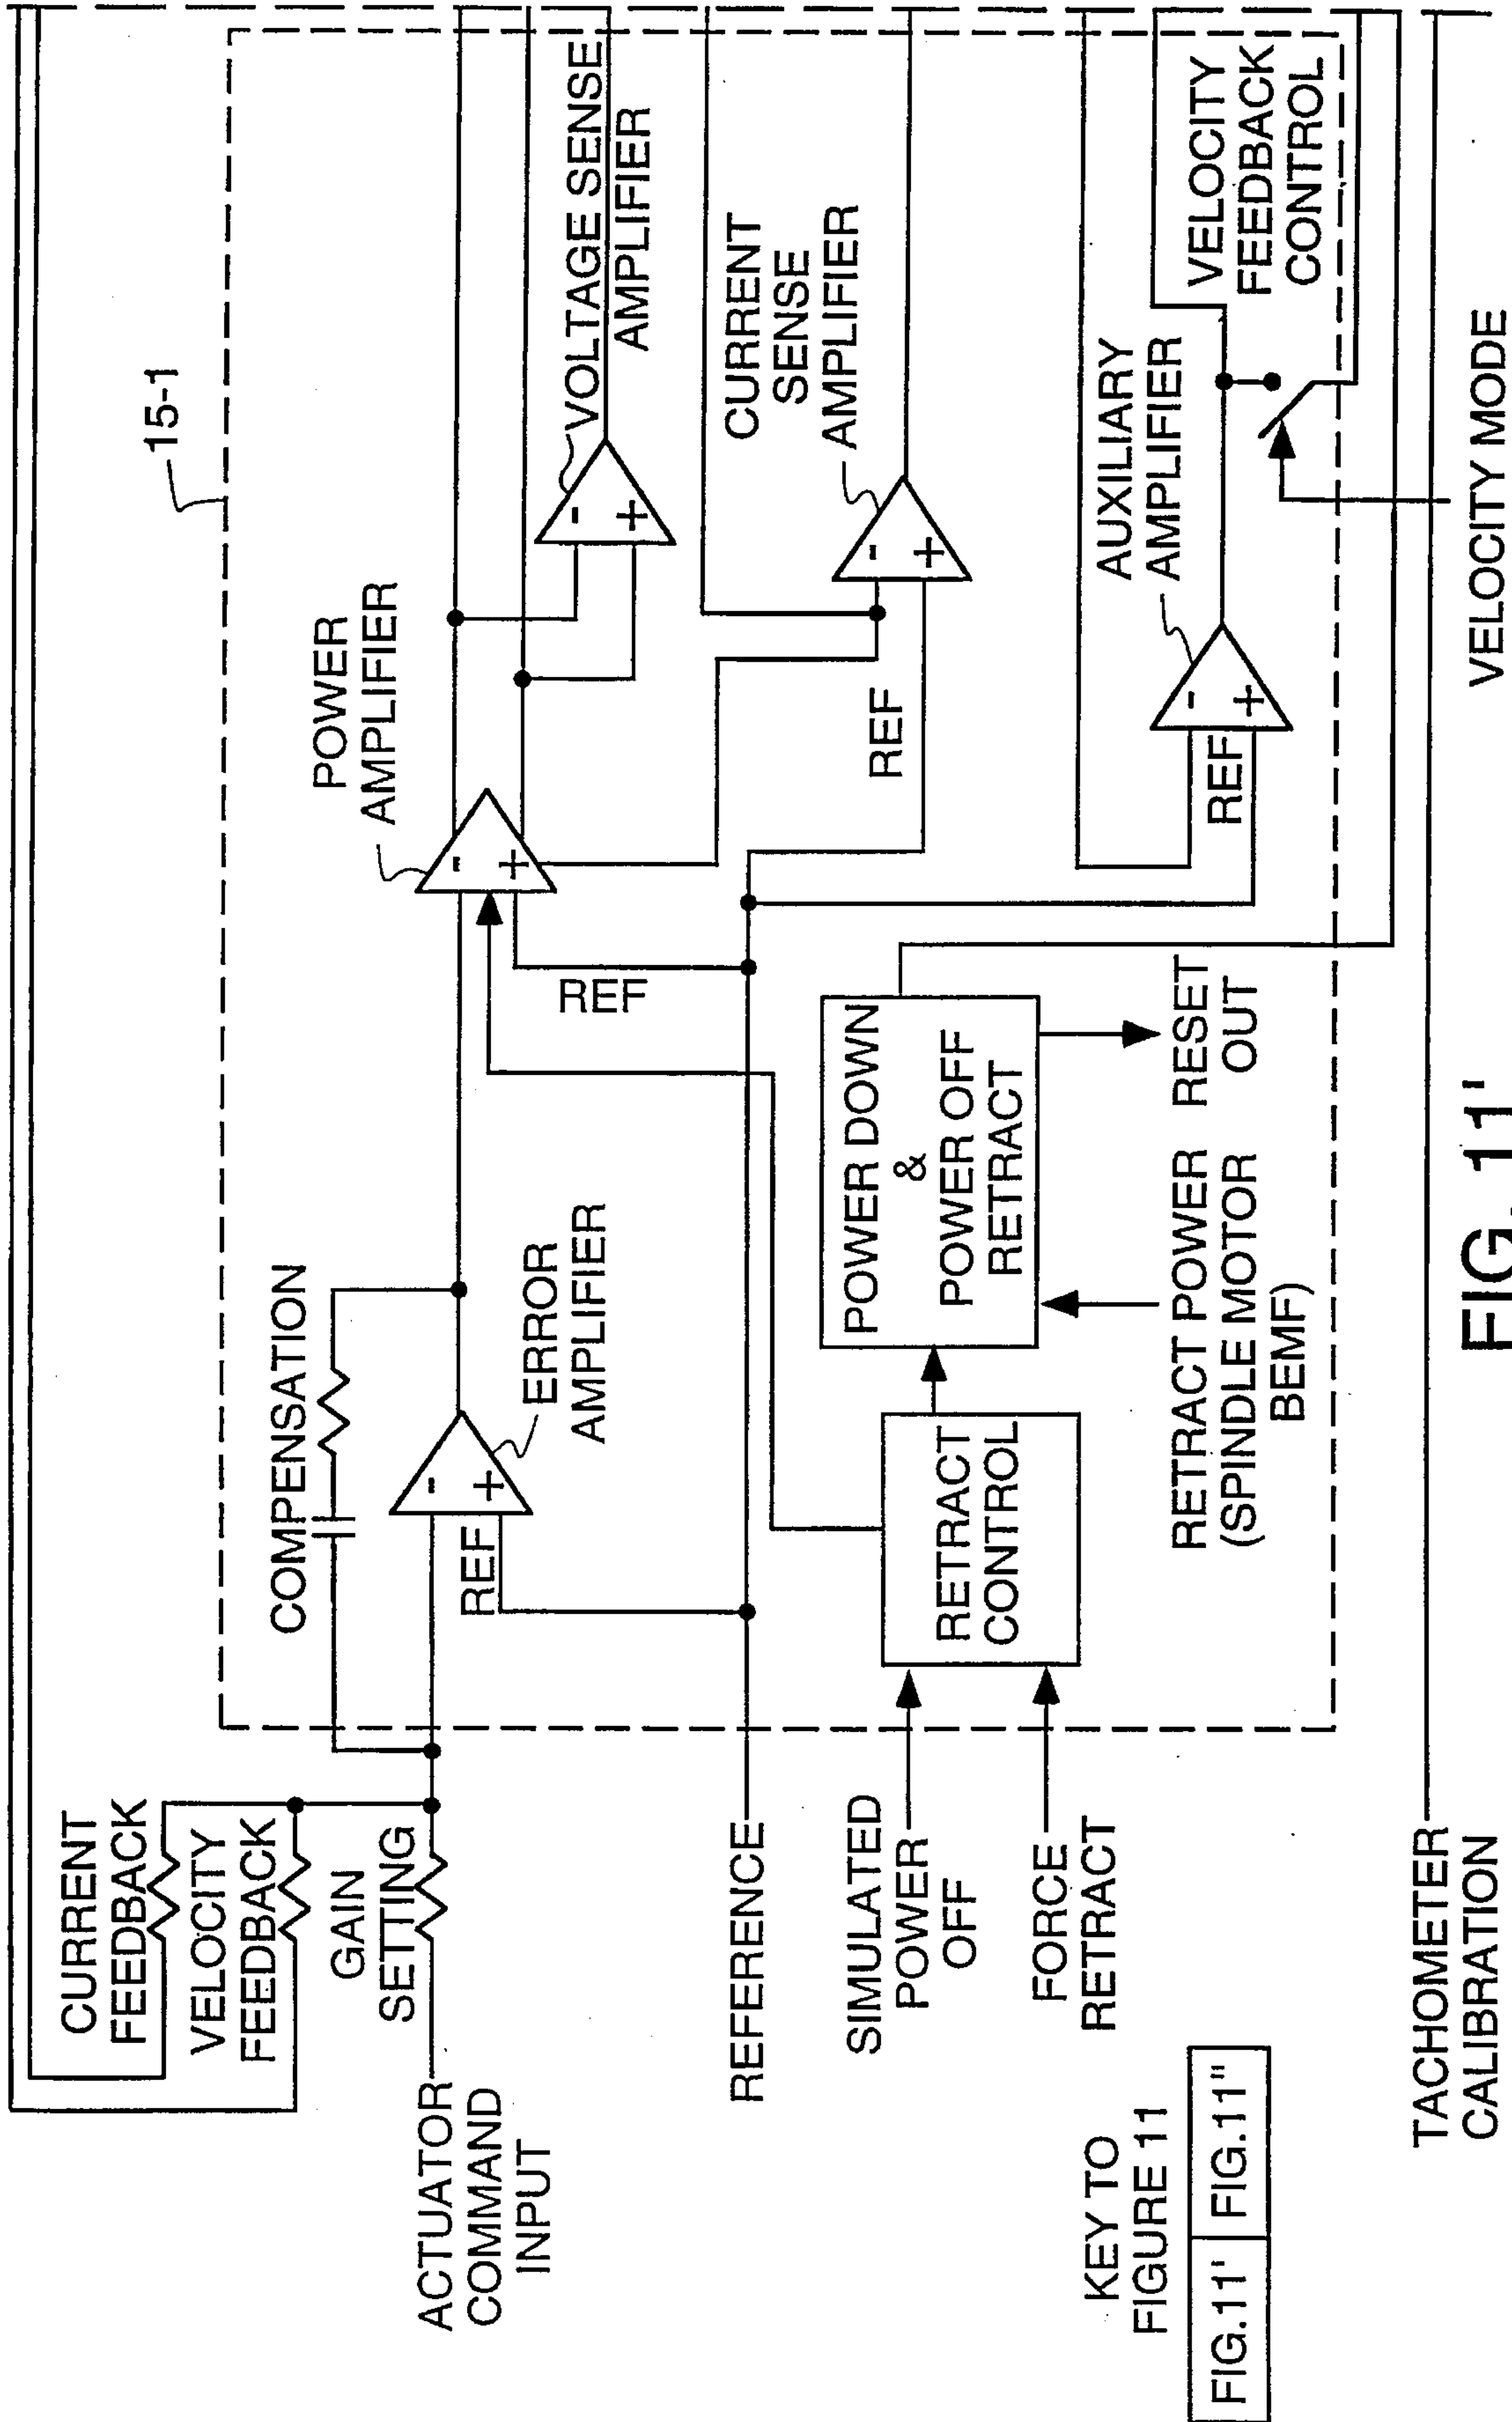 15-1
CURRENT
FEEDBACK
VELOCITY
FEEDBACK
GAIN
SETTING
ACTUATOR
COMMAND
INPUT
COMPENSATION
-
+
REF
ERROR
AMPLIFIER
POWER
AMPLIFIER
-
+
REF
VOLTAGE SENSE
AMPLIFIER
-
+
CURRENT
SENSE
AMPLIFIER
-
+
REF
REFERENCE
SIMULATED
POWER
OFF
FORCE
RETRACT
RETRACT
CONTROL
POWER DOWN
&
POWER OFF
RETRACT
RETRACT POWER
(SPINDLE MOTOR
BEMF)
RESET
OUT
AUXILIARY
AMPLIFIER
-
+
REF
VELOCITY
FEEDBACK
CONTROL
VELOCITY MODE
TACHOMETER
CALIBRATION
KEY TO
FIGURE 11
FIG.11' FIG.11"
FIG. 11'